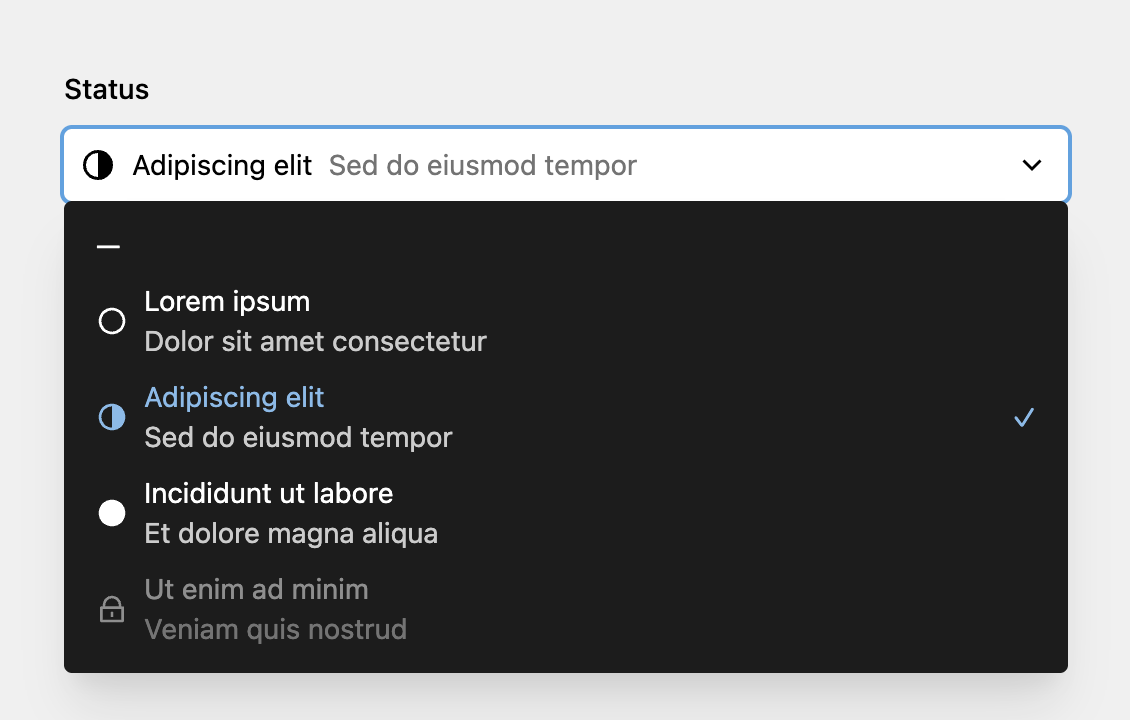 Status
Adipiscing elit Sed do eiusmod tempor
—
Lorem ipsum
Dolor sit amet consectetur
Adipiscing elit
Sed do eiusmod tempor
Incididunt ut labore
Et dolore magna aliqua
Ut enim ad minim
Veniam quis nostrud